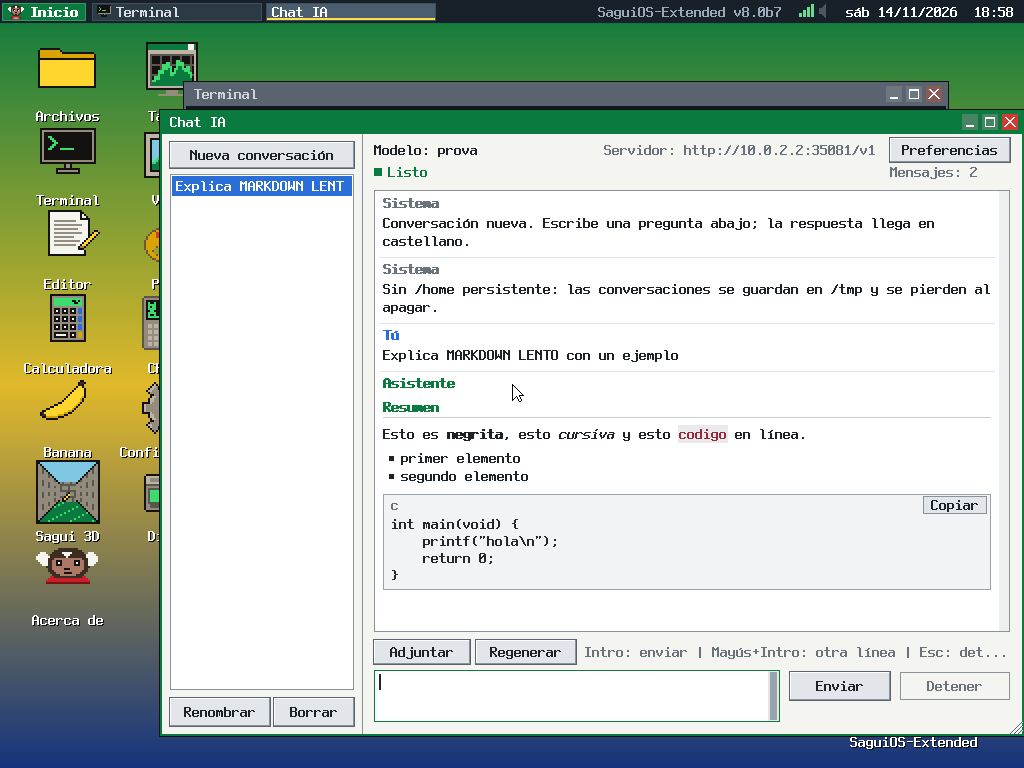 Inicio
Terminal
Chat IA
SaguiOS-Extended v8.0b7
sáb 14/11/2026 18:58
Archivos
Terminal
Editor
Calculadora
Banana
Sagui 3D
Acerca de
Terminal
Chat IA
Nueva conversación
Explica MARKDOWN LENT
Renombrar
Borrar
Modelo: prova
Servidor: http://10.0.2.2:35081/v1
Preferencias
Listo
Mensajes: 2
Sistema
Conversación nueva. Escribe una pregunta abajo; la respuesta llega en
castellano.
Sistema
Sin /home persistente: las conversaciones se guardan en /tmp y se pierden al
apagar.
Tú
Explica MARKDOWN LENTO con un ejemplo
Asistente
Resumen
Esto es negrita, esto cursiva y esto codigo en línea.
primer elemento
segundo elemento
c
Copiar
int main(void) {
    printf("hola\n");
    return 0;
}
Adjuntar
Regenerar
Intro: enviar | Mayús+Intro: otra línea | Esc: det...
Enviar
Detener
SaguiOS-Extended